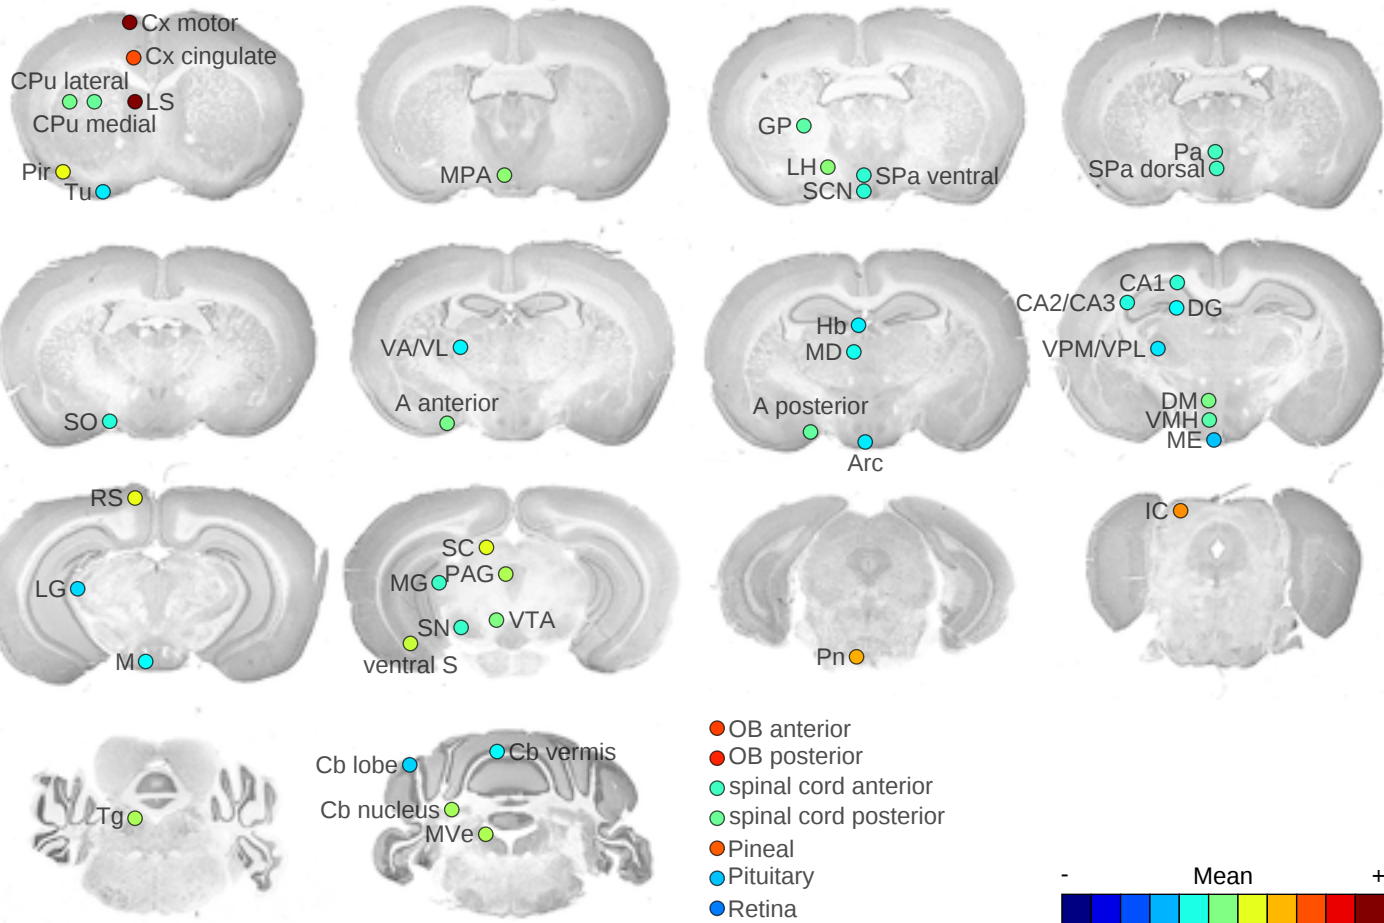 Cx motor
Cx cingulate
CPu lateral
LS
CPu medial
Pir
Tu
MPA
GP
LH
SPa ventral
SCN
Pa
SPa dorsal
SO
VA/VL
A anterior
Hb
MD
A posterior
Arc
CA1
CA2/CA3
DG
VPM/VPL
DM
VMH
ME
RS
LG
M
SC
MG
PAG
SN
VTA
ventral S
Pn
IC
Tg
Cb lobe
Cb vermis
Cb nucleus
MVe
OB anterior
OB posterior
spinal cord anterior
spinal cord posterior
Pineal
Pituitary
Retina
- Mean +